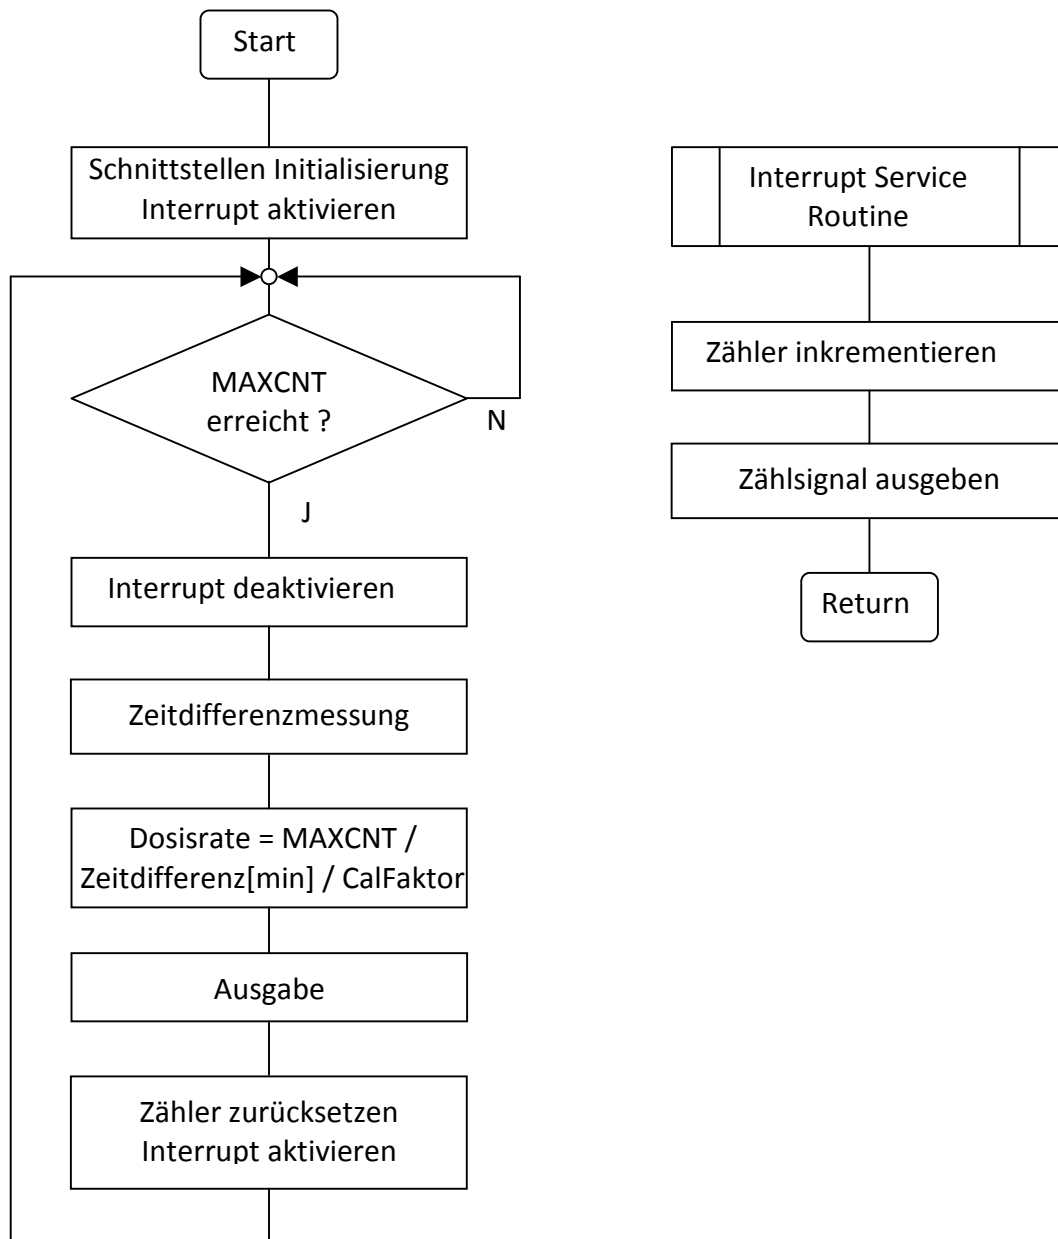 Start
Schnittstellen Initialisierung
Interrupt aktivieren
MAXCNT
erreicht ?
N
J
Interrupt deaktivieren
Zeitdifferenzmessung
Dosisrate = MAXCNT /
Zeitdifferenz[min] / CalFaktor
Ausgabe
Zähler zurücksetzen
Interrupt aktivieren
Interrupt Service
Routine
Zähler inkrementieren
Zählsignal ausgeben
Return